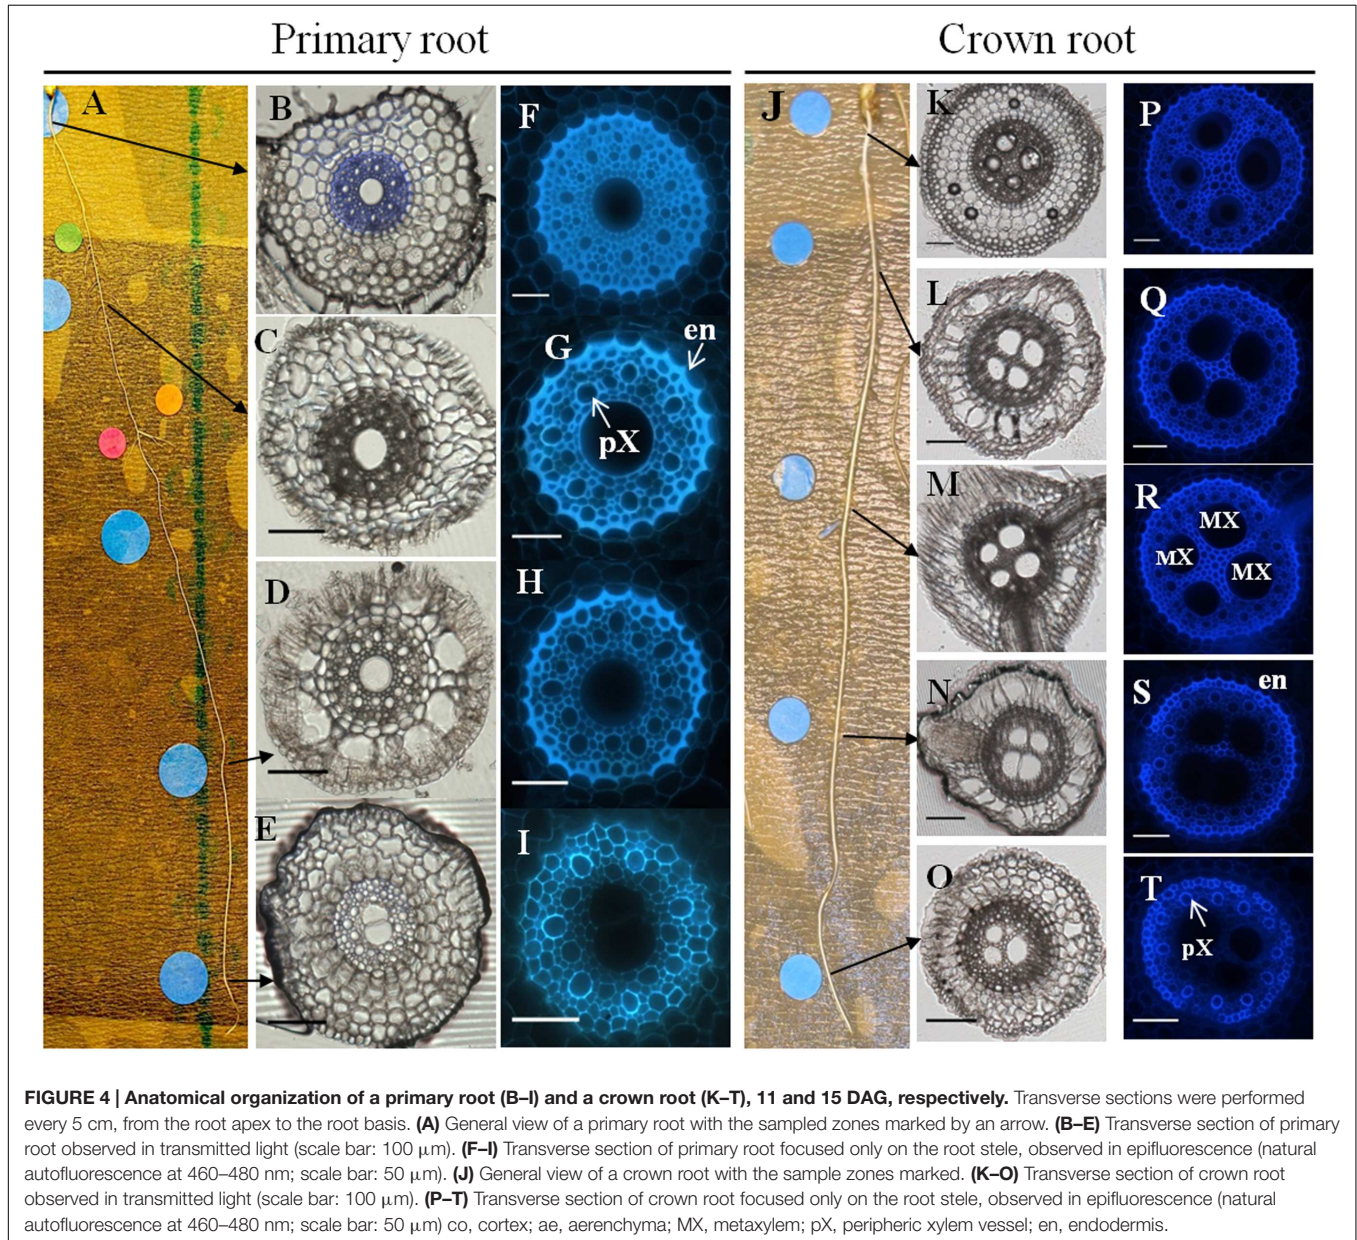 Primary root
Crown root
A
B
C
D
E
F
G
en
pX
H
I
J
K
L
M
N
O
P
Q
R
MX
MX
MX
S
en
T
pX
FIGURE 4 | Anatomical organization of a primary root (B–I) and a crown root (K–T), 11 and 15 DAG, respectively. Transverse sections were performed
every 5 cm, from the root apex to the root basis. (A) General view of a primary root with the sampled zones marked by an arrow. (B–E) Transverse section of primary
root observed in transmitted light (scale bar: 100 μm). (F–I) Transverse section of primary root focused only on the root stele, observed in epifluorescence (natural
autofluorescence at 460–480 nm; scale bar: 50 μm). (J) General view of a crown root with the sample zones marked. (K–O) Transverse section of crown root
observed in transmitted light (scale bar: 100 μm). (P–T) Transverse section of crown root focused only on the root stele, observed in epifluorescence (natural
autofluorescence at 460–480 nm; scale bar: 50 μm) co, cortex; ae, aerenchyma; MX, metaxylem; pX, peripheric xylem vessel; en, endodermis.